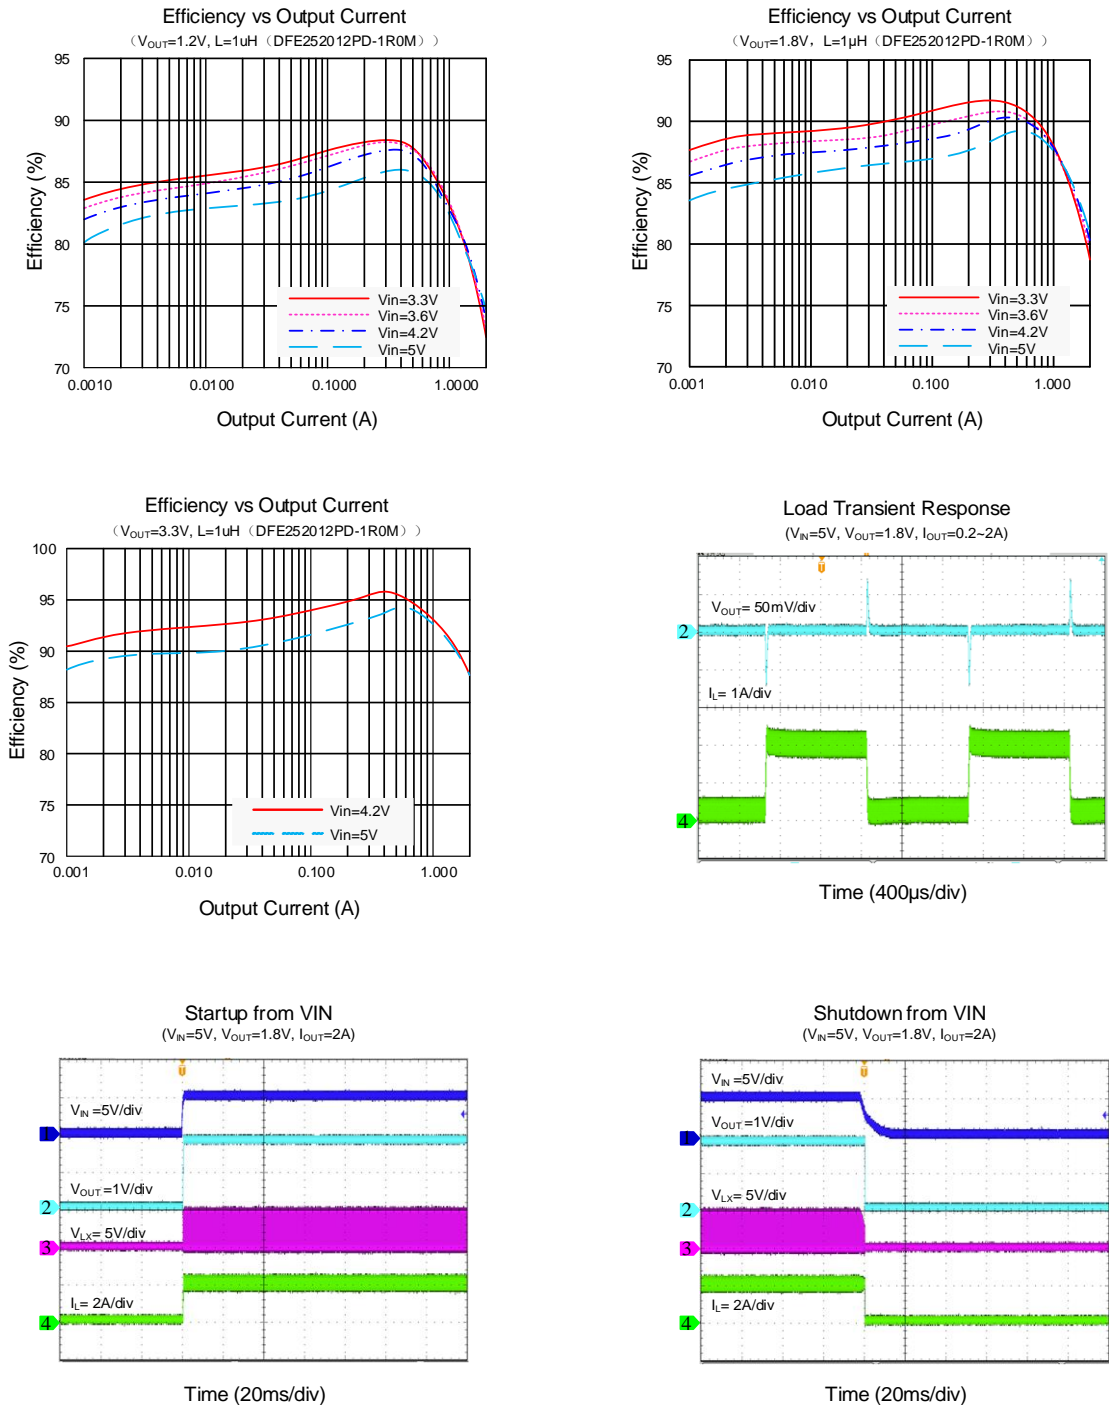 Efficiency vs Output Current
（VOUT=1.2V, L=1uH（DFE252012PD-1R0M））
95
90
85
80
75
70
Efficiency (%)
Vin=3.3V
Vin=3.6V
Vin=4.2V
Vin=5V
0.0010 0.0100 0.1000 1.0000
Output Current (A)
Efficiency vs Output Current
（VOUT=1.8V，L=1μH（DFE252012PD-1R0M））
95
90
85
80
75
70
Efficiency (%)
Vin=3.3V
Vin=3.6V
Vin=4.2V
Vin=5V
0.001 0.010 0.100 1.000
Output Current (A)
Efficiency vs Output Current
（VOUT=3.3V, L=1uH（DFE252012PD-1R0M））
100
95
90
85
80
75
70
Efficiency (%)
Vin=4.2V
Vin=5V
0.001 0.010 0.100 1.000
Output Current (A)
Load Transient Response
(VIN=5V, VOUT=1.8V, IOUT=0.2~2A)
T
VOUT= 50mV/div
2
IL= 1A/div
4
Time (400μs/div)
Startup from VIN
(VIN=5V, VOUT=1.8V, IOUT=2A)
T
VIN =5V/div
1
VOUT =1V/div
2
VLX= 5V/div
3
IL= 2A/div
4
Time (20ms/div)
Shutdown from VIN
(VIN=5V, VOUT=1.8V, IOUT=2A)
T
VIN =5V/div
VOUT =1V/div
1
VLX= 5V/div
2
3
IL= 2A/div
4
Time (20ms/div)